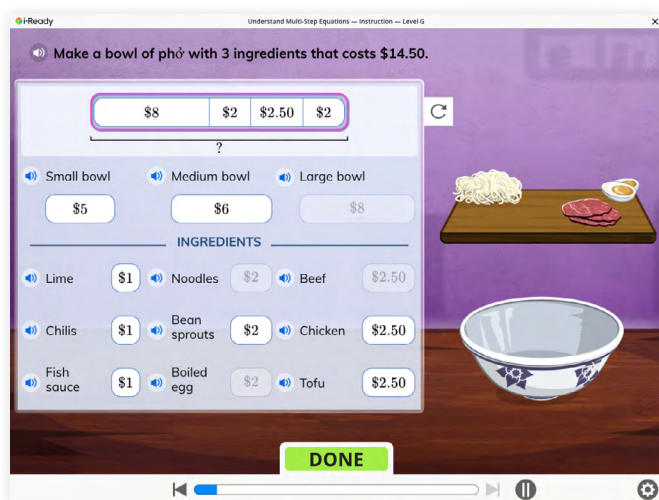 i-Ready
Understand Multi-Step Equations — Instruction — Level G
Make a bowl of phở with 3 ingredients that costs $14.50.
$8 $2 $2.50 $2
?
Small bowl Medium bowl Large bowl
$5 $6 $8
INGREDIENTS
Lime $1 Noodles $2 Beef $2.50
Chilis $1 Bean sprouts $2 Chicken $2.50
Fish sauce $1 Boiled egg $2 Tofu $2.50
DONE